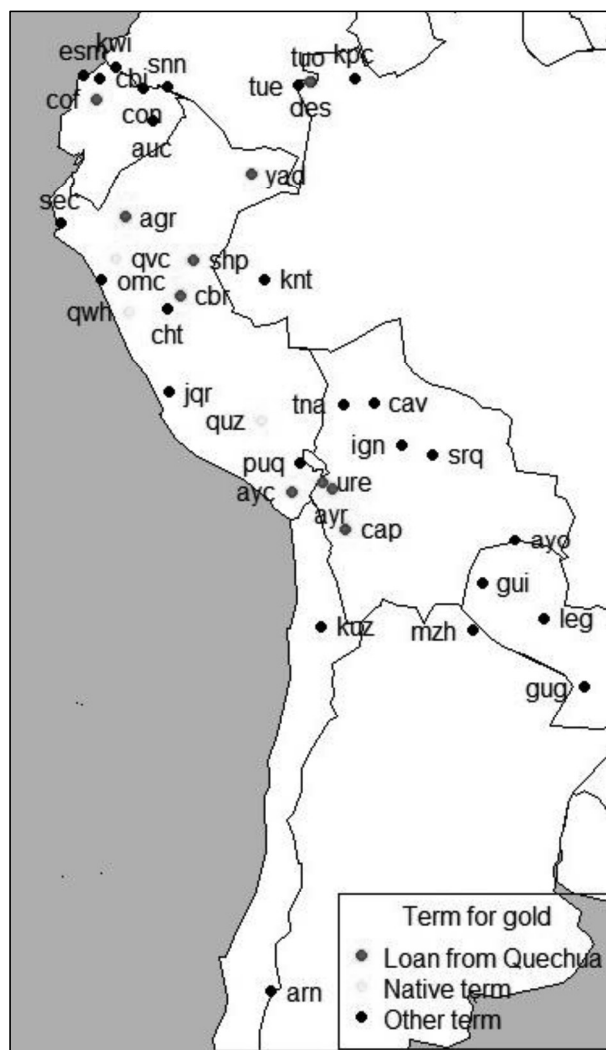 kwi
esm
snn
tuo
kpc
cbi
tue
cof
des
con
auc
yad
sec
agr
qvc
shp
omc
knt
cbr
qwh
cht
jqr
tna
cav
quz
ign
srq
puq
ure
ayc
ayr
cap
ayo
gui
leg
kuz
mzh
gug
arn
Term for gold
Loan from Quechua
Native term
Other term